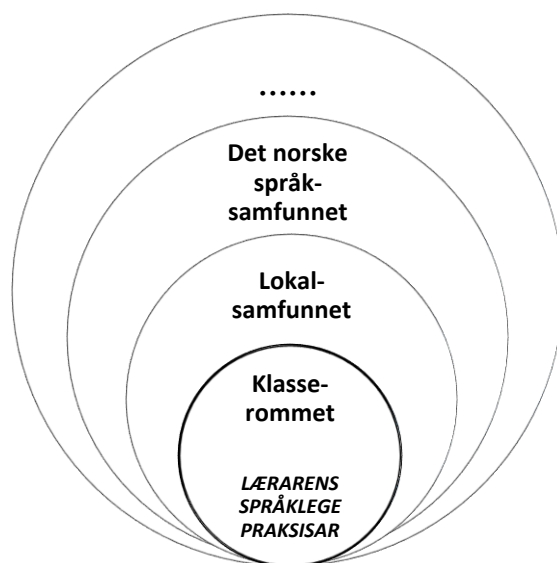 ......
Det norske
språk-
samfunnet
Lokal-
samfunnet
Klasse-
rommet
LÆRARENS
SPRÅKLEGE
PRAKSISAR